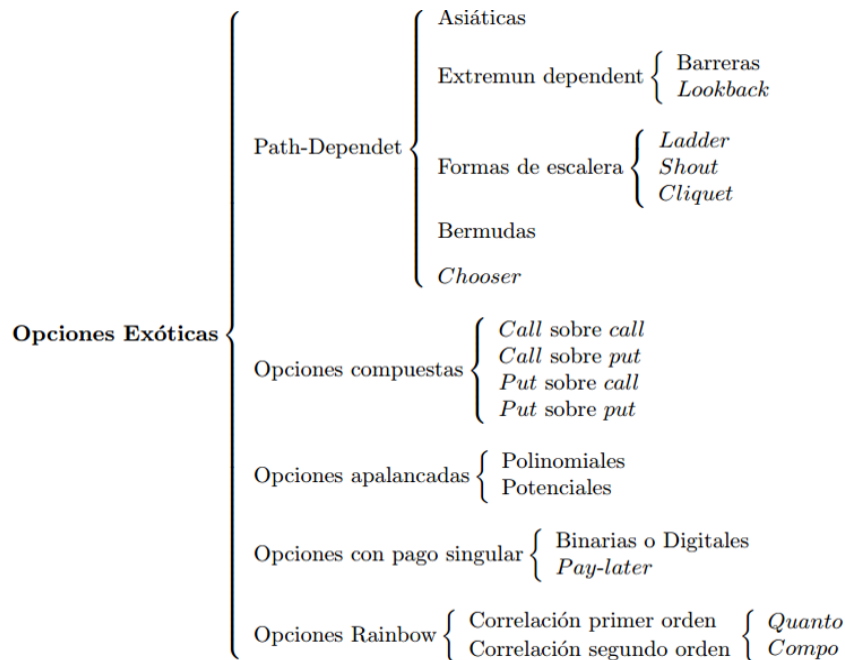 Opciones Exóticas
Path-Dependet
Asiáticas
Extremun dependent
Barreras
Lookback
Formas de escalera
Ladder
Shout
Cliquet
Bermudas
Chooser
Opciones compuestas
Call sobre call
Call sobre put
Put sobre call
Put sobre put
Opciones apalancadas
Polinomiales
Potenciales
Opciones con pago singular
Binarias o Digitales
Pay-later
Opciones Rainbow
Correlación primer orden
Correlación segundo orden
Quanto
Compo